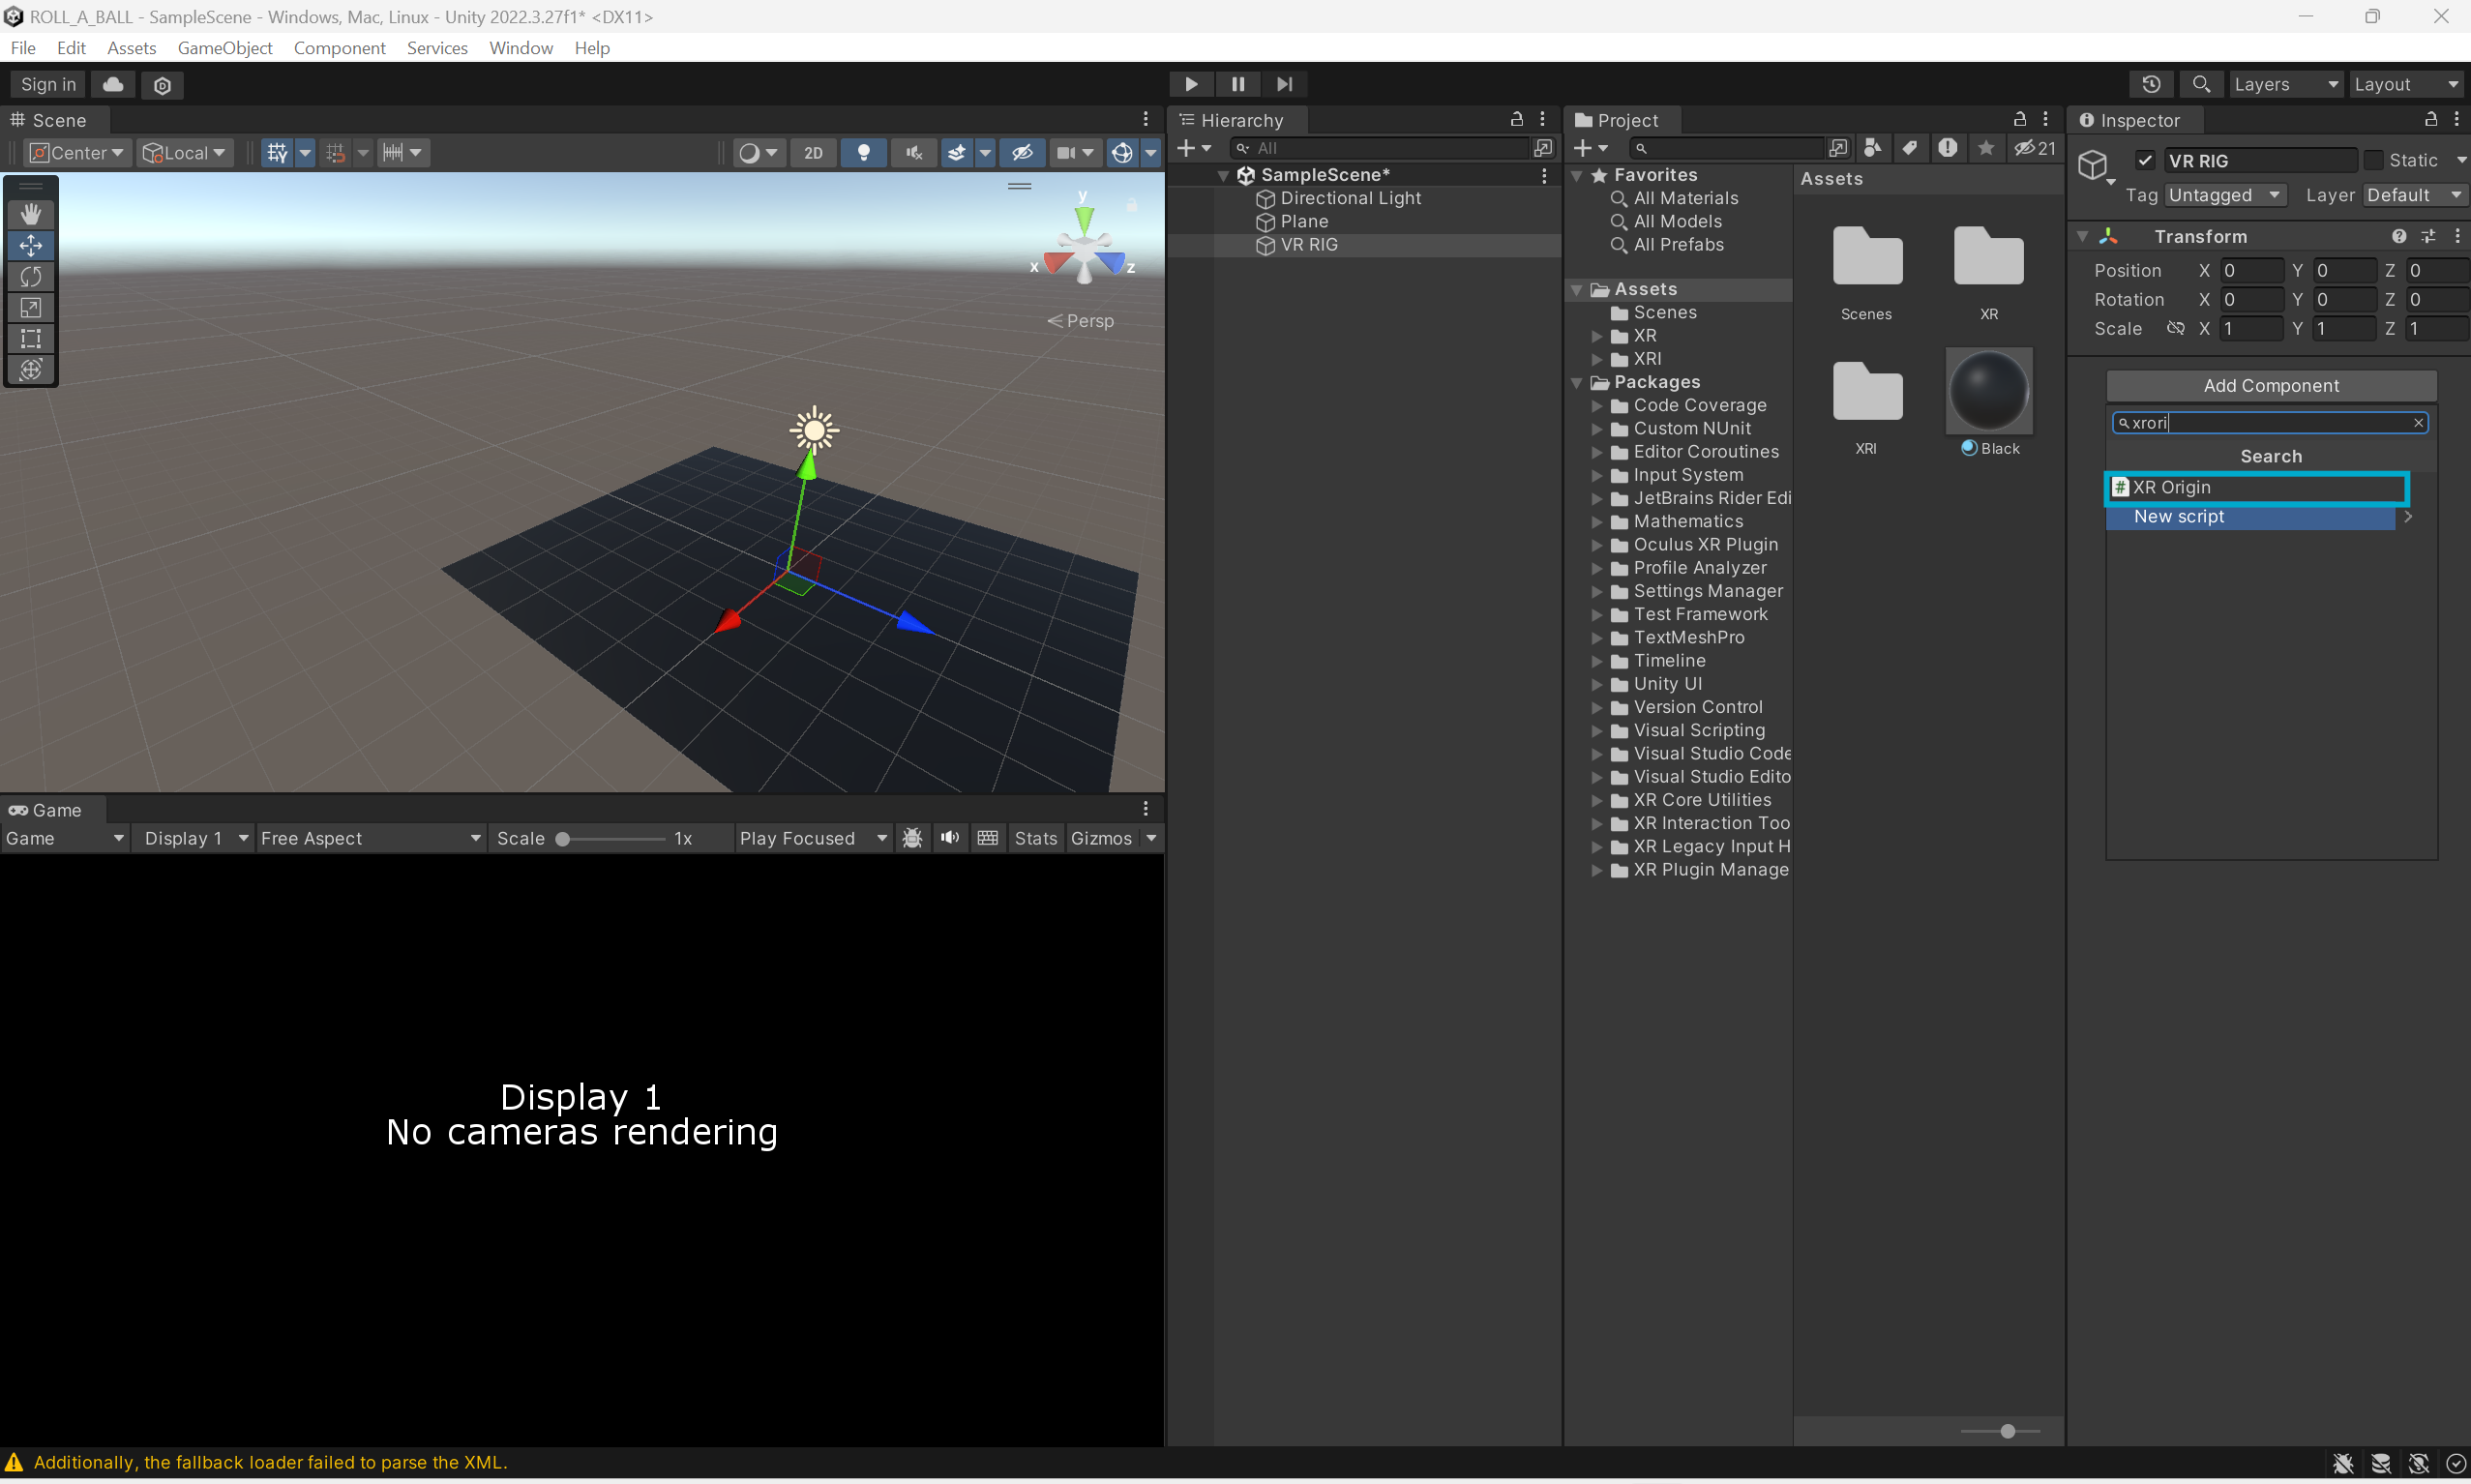 ROLL_A_BALL - SampleScene - Windows, Mac, Linux - Unity 2022.3.27f1* <DX11>
File Edit Assets GameObject Component Services Window Help
Sign in
Layers Layout
Scene
Center Local
2D
y
x
z
Persp
Game
Game Display 1 Free Aspect Scale 1x Play Focused Stats Gizmos
Display 1
No cameras rendering
Hierarchy
All
SampleScene*
Directional Light
Plane
VR RIG
Project
21
Favorites
All Materials
All Models
All Prefabs
Assets
Scenes
XR
XRI
Packages
Code Coverage
Custom NUnit
Editor Coroutines
Input System
JetBrains Rider Edi
Mathematics
Oculus XR Plugin
Profile Analyzer
Settings Manager
Test Framework
TextMeshPro
Timeline
Unity UI
Version Control
Visual Scripting
Visual Studio Code
Visual Studio Edito
XR Core Utilities
XR Interaction Too
XR Legacy Input H
XR Plugin Manage
Assets
Scenes
XR
XRI
Black
Inspector
VR RIG Static
Tag Untagged Layer Default
Transform
Position X 0 Y 0 Z 0
Rotation X 0 Y 0 Z 0
Scale X 1 Y 1 Z 1
Add Component
xrori
Search
# XR Origin
New script
Additionally, the fallback loader failed to parse the XML.